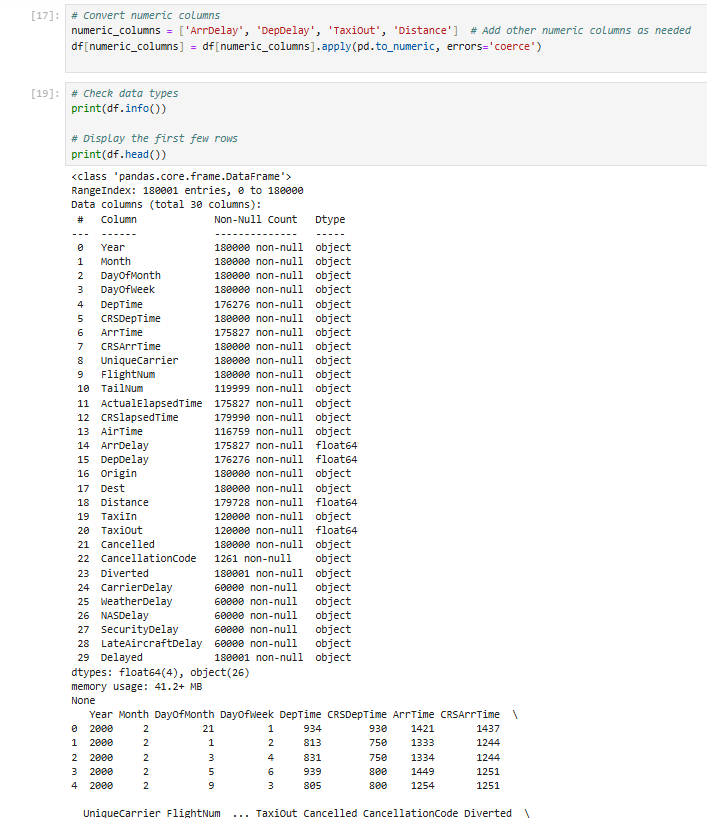 [17]: # Convert numeric columns
numeric_columns = ['ArrDelay', 'DepDelay', 'TaxiOut', 'Distance']  # Add other numeric columns as needed
df[numeric_columns] = df[numeric_columns].apply(pd.to_numeric, errors='coerce')
[19]: # Check data types
print(df.info())
# Display the first few rows
print(df.head())
<class 'pandas.core.frame.DataFrame'>
RangeIndex: 180001 entries, 0 to 180000
Data columns (total 30 columns):
 #   Column             Non-Null Count   Dtype
---  ------             --------------   -----
 0   Year               180000 non-null  object
 1   Month              180000 non-null  object
 2   DayOfMonth         180000 non-null  object
 3   DayOfWeek          180000 non-null  object
 4   DepTime            176276 non-null  object
 5   CRSDepTime         180000 non-null  object
 6   ArrTime            175827 non-null  object
 7   CRSArrTime         180000 non-null  object
 8   UniqueCarrier      180000 non-null  object
 9   FlightNum          180000 non-null  object
 10  TailNum            119999 non-null  object
 11  ActualElapsedTime  175827 non-null  object
 12  CRSlapsedTime      179990 non-null  object
 13  AirTime            116759 non-null  object
 14  ArrDelay           175827 non-null  float64
 15  DepDelay           176276 non-null  float64
 16  Origin             180000 non-null  object
 17  Dest               180000 non-null  object
 18  Distance           179728 non-null  float64
 19  TaxiIn             120000 non-null  object
 20  TaxiOut            120000 non-null  float64
 21  Cancelled          180000 non-null  object
 22  CancellationCode   1261 non-null    object
 23  Diverted           180001 non-null  object
 24  CarrierDelay       60000 non-null   object
 25  WeatherDelay       60000 non-null   object
 26  NASDelay           60000 non-null   object
 27  SecurityDelay      60000 non-null   object
 28  LateAircraftDelay  60000 non-null   object
 29  Delayed            180001 non-null  object
dtypes: float64(4), object(26)
memory usage: 41.2+ MB
None
   Year Month DayOfMonth DayOfWeek DepTime CRSDepTime ArrTime CRSArrTime  \
0  2000     2         21         1     934        930    1421       1437
1  2000     2          1         2     813        750    1333       1244
2  2000     2          3         4     831        750    1334       1244
3  2000     2          5         6     939        800    1449       1251
4  2000     2          9         3     805        800    1254       1251
  UniqueCarrier FlightNum  ... TaxiOut Cancelled CancellationCode Diverted  \